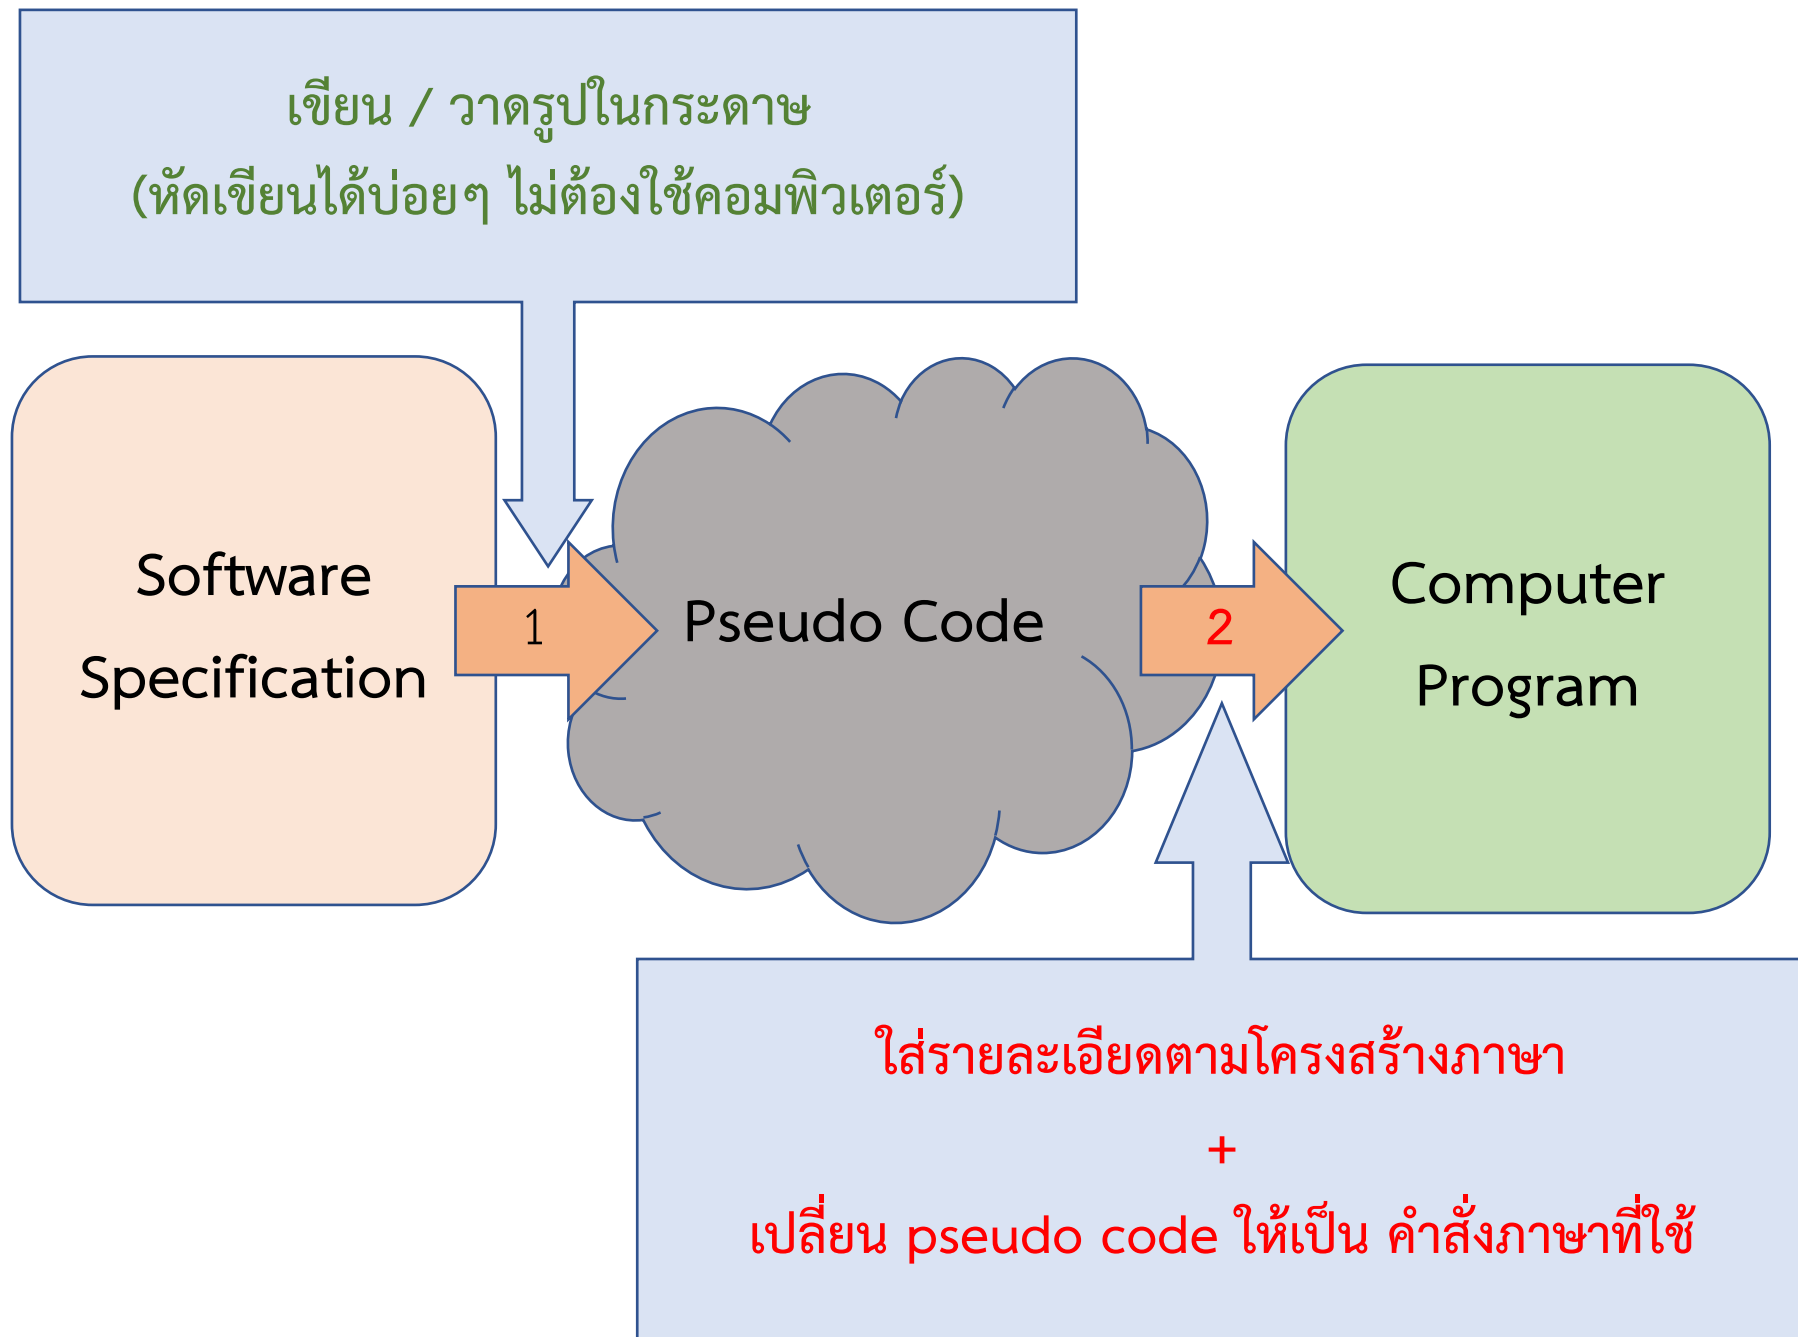 เขียน / วาดรูปในกระดาษ
(หัดเขียนได้บ่อยๆ ไม่ต้องใช้คอมพิวเตอร์)
Software
Specification
1
Pseudo Code
2
Computer
Program
ใส่รายละเอียดตามโครงสร้างภาษา
+
เปลี่ยน pseudo code ให้เป็น คำสั่งภาษาที่ใช้